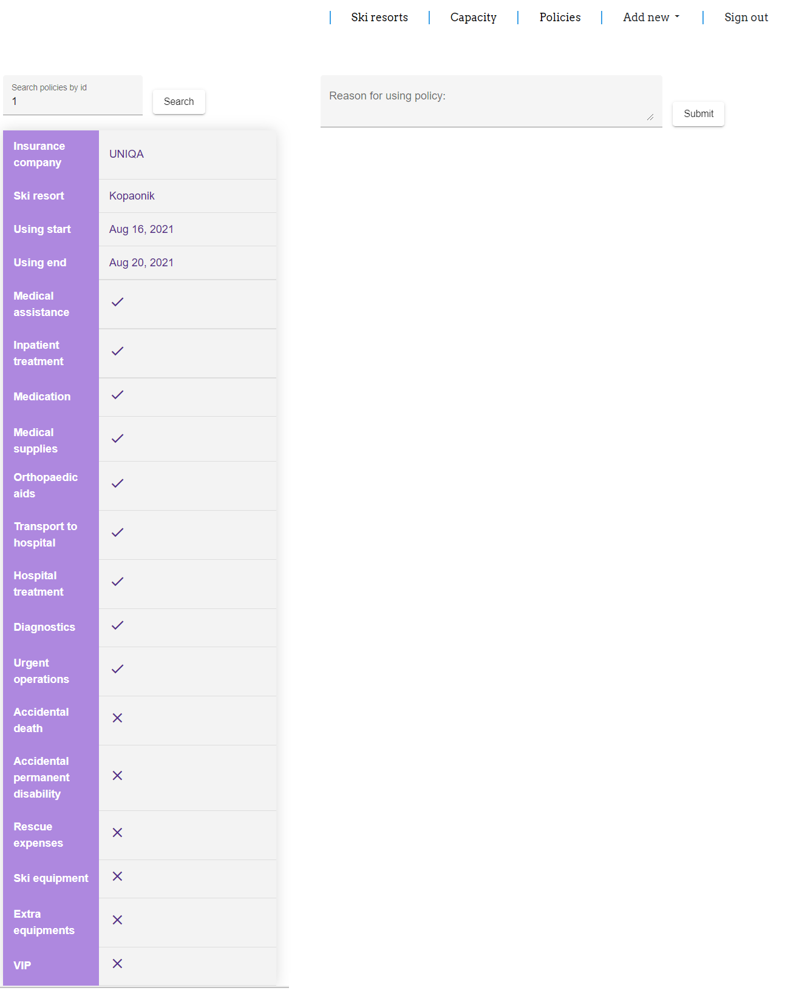 Ski resorts
Capacity
Policies
Add new
Sign out
Search policies by id
1
Search
Reason for using policy:
Submit
Insurance
company
UNIQA
Ski resort
Kopaonik
Using start
Aug 16, 2021
Using end
Aug 20, 2021
Medical
assistance
Inpatient
treatment
Medication
Medical
supplies
Orthopaedic
aids
Transport to
hospital
Hospital
treatment
Diagnostics
Urgent
operations
Accidental
death
Accidental
permanent
disability
Rescue
expenses
Ski equipment
Extra
equipments
VIP